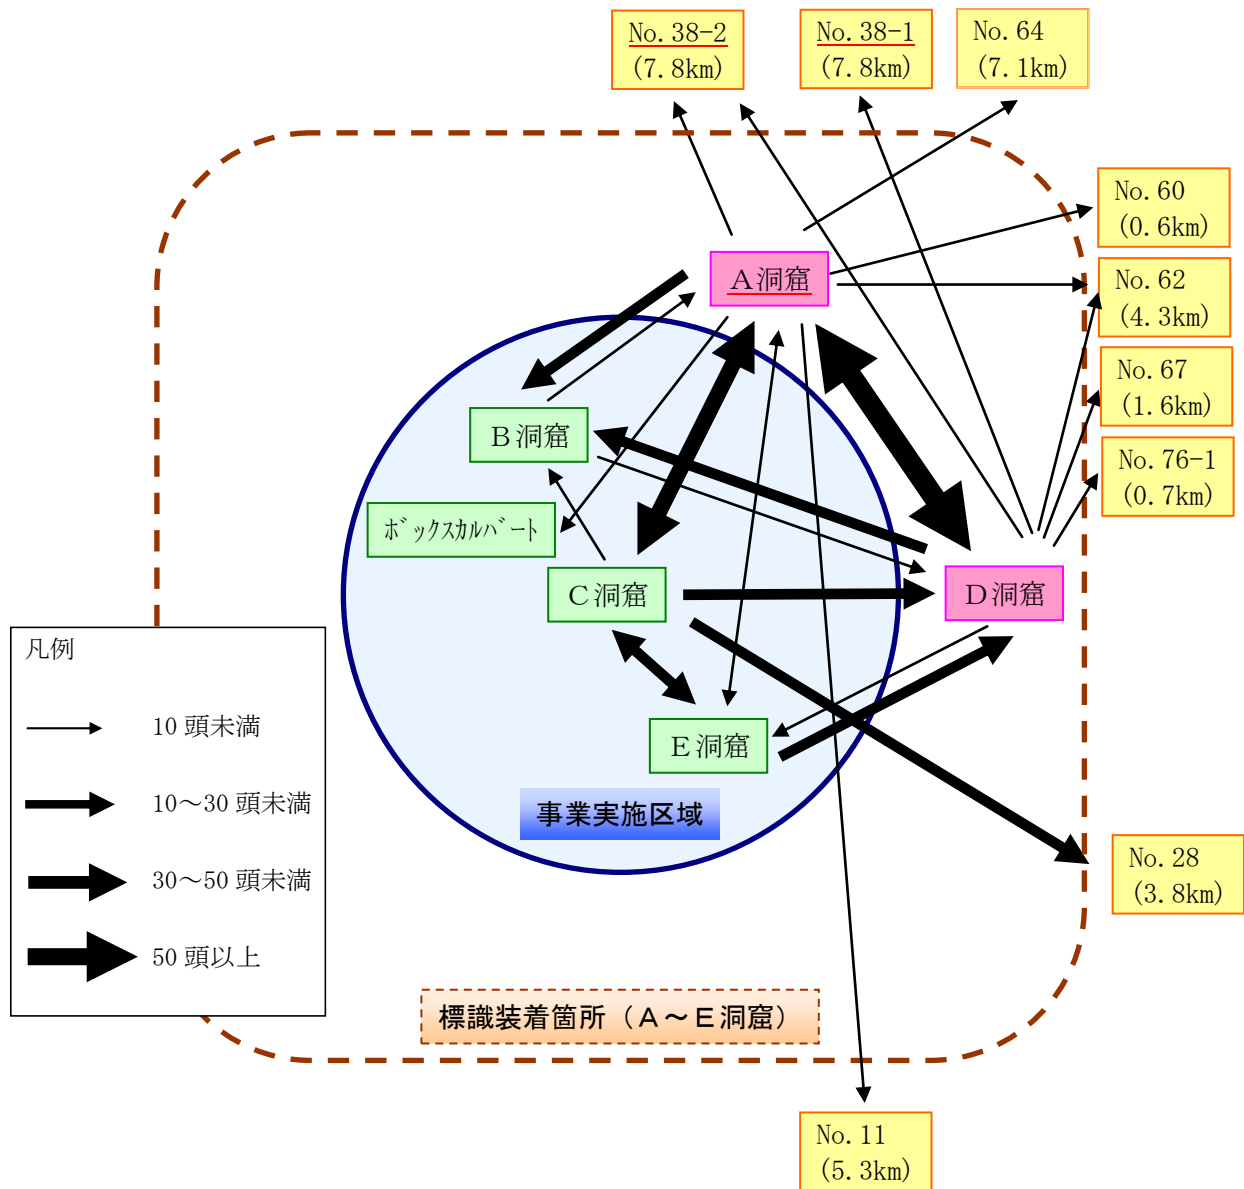 No.38-2
(7.8km)
No.38-1
(7.8km)
No.64
(7.1km)
No.60
(0.6km)
No.62
(4.3km)
No.67
(1.6km)
No.76-1
(0.7km)
A洞窟
B洞窟
ボックスカルバート
C洞窟
D洞窟
E洞窟
事業実施区域
凡例
10頭未満
10～30頭未満
30～50頭未満
50頭以上
No.28
(3.8km)
標識装着箇所（A～E洞窟）
No.11
(5.3km)